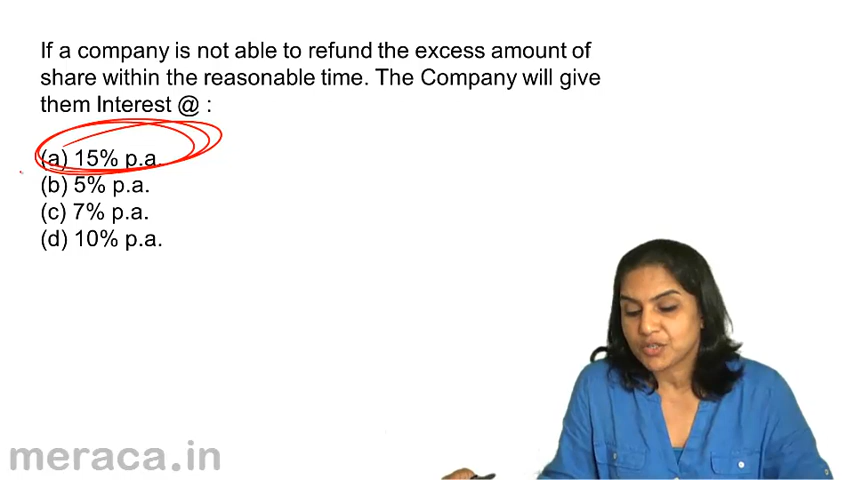 If a company is not able to refund the excess amount of
share within the reasonable time. The Company will give
them Interest @ :
(a) 15% p.a.
(b) 5% p.a.
(c) 7% p.a.
(d) 10% p.a.
meraca.in